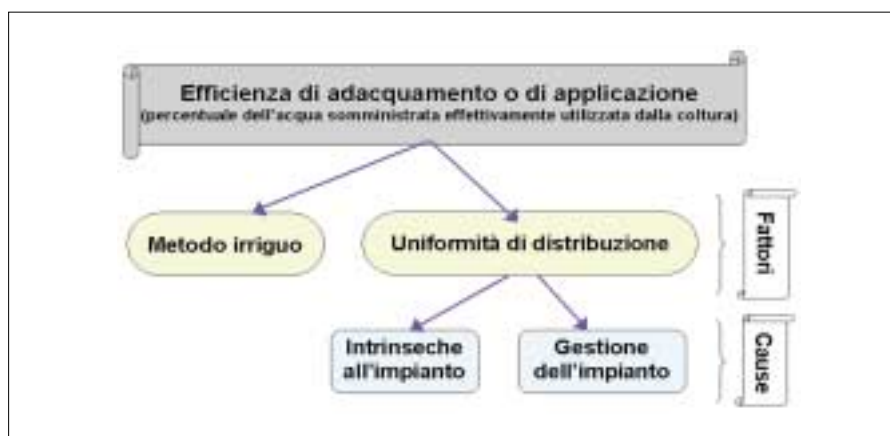 Efficienza di adacquamento o di applicazione
(percentuale dell'acqua somministrata effettivamente utilizzata dalla coltura)
Metodo irriguo
Uniformità di distribuzione
Fattori
Intrinseche
all'impianto
Gestione
dell'impianto
Cause